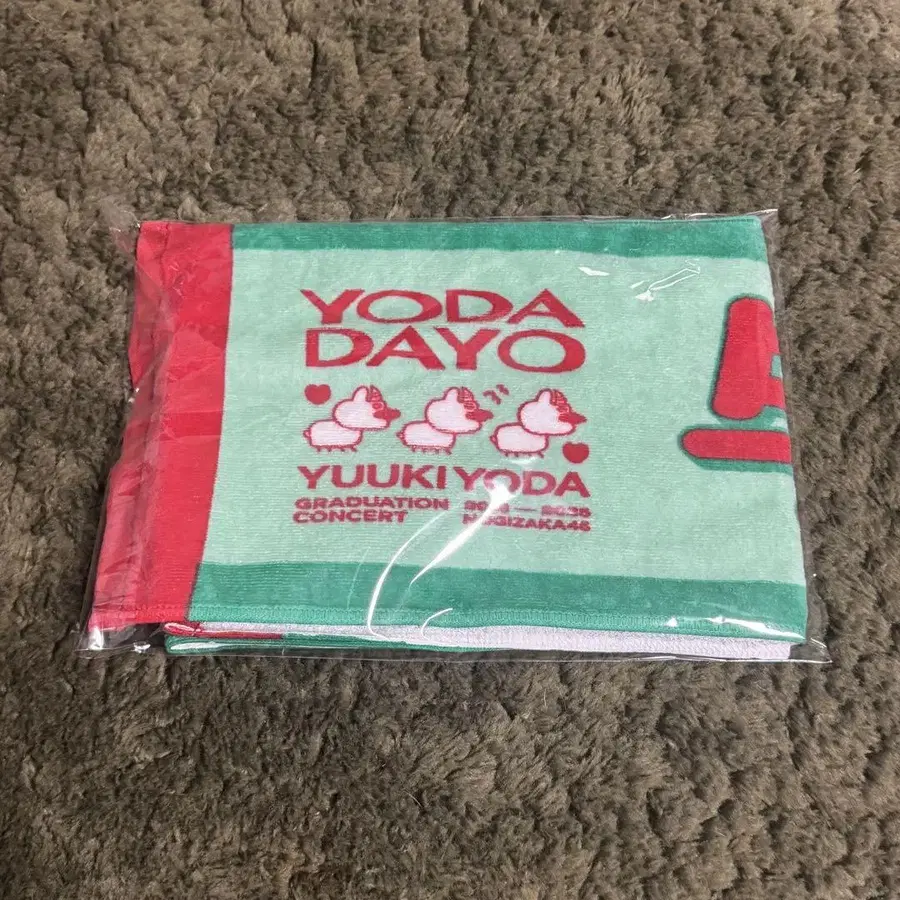 YODA
DAYO
YUUKI YODA
GRADUATION
CONCERT
NOGIZAKA46